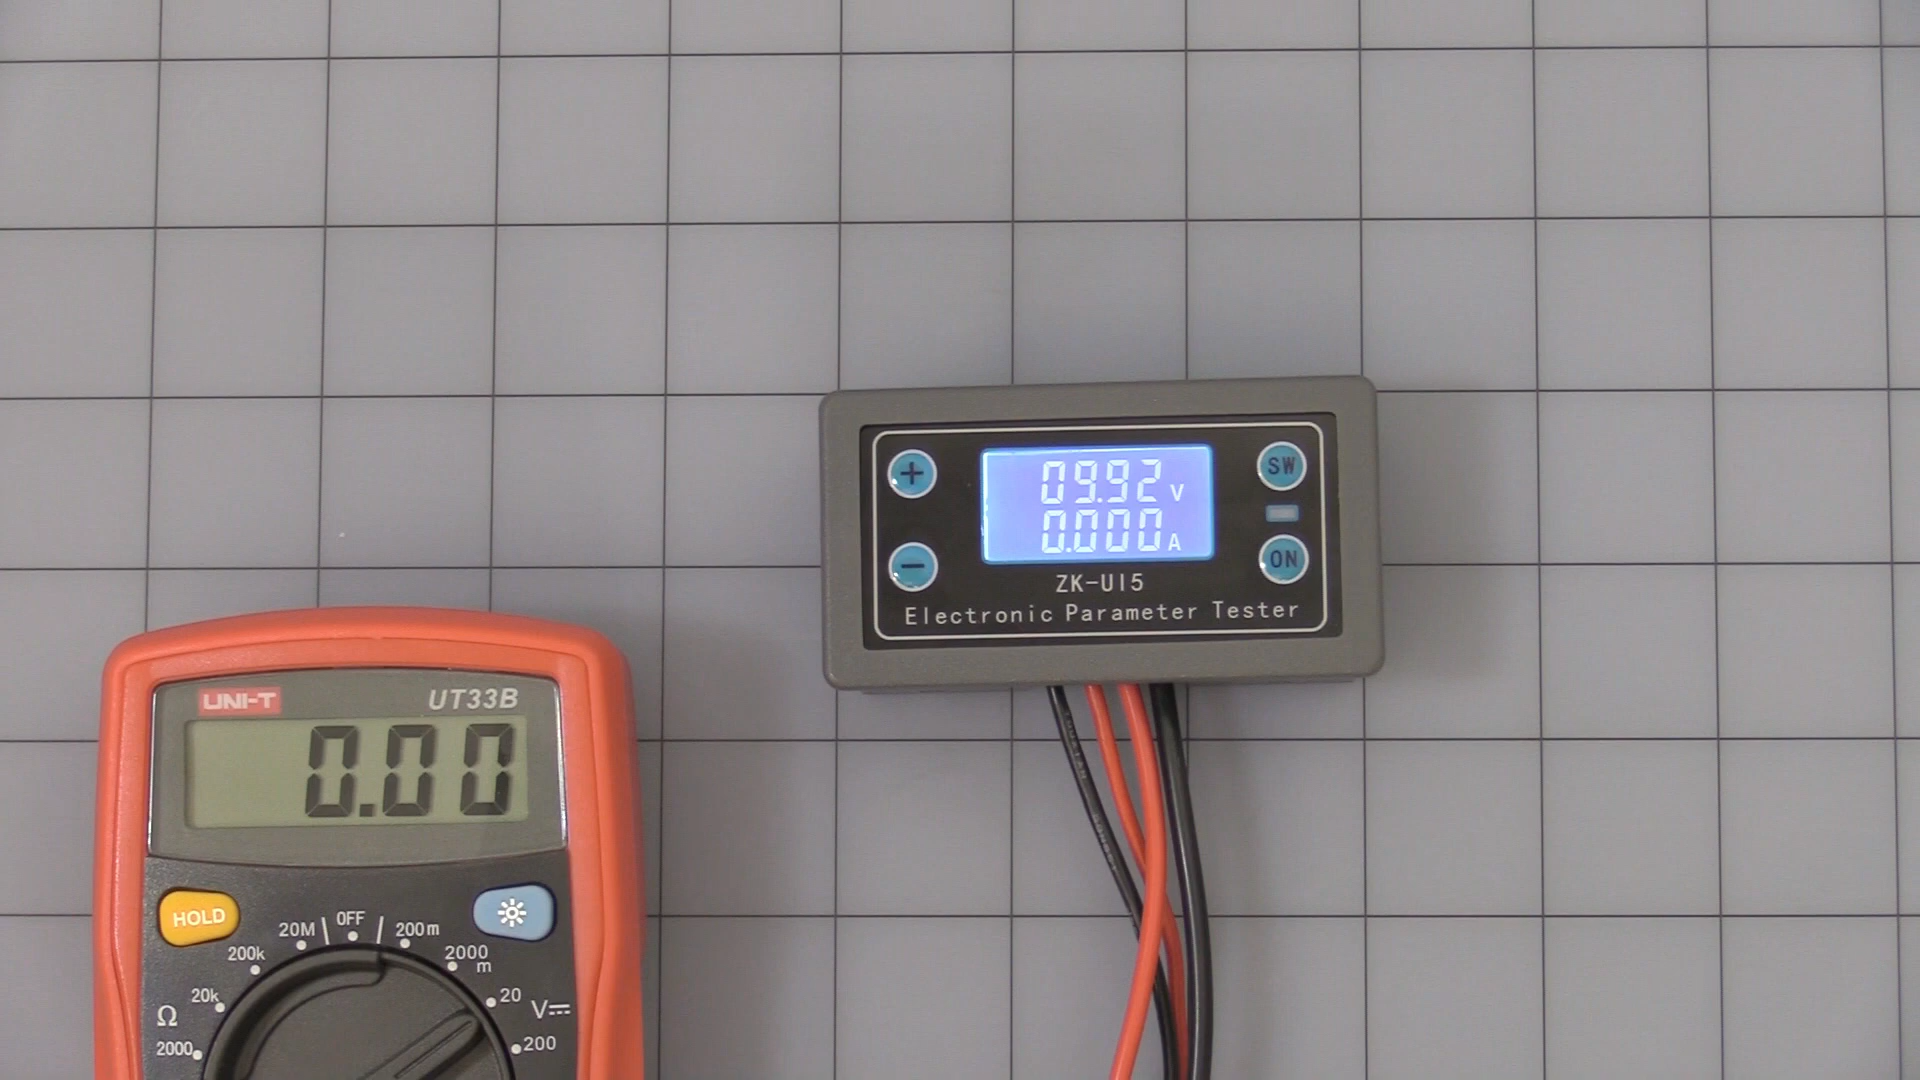 +
09.92 V
SW
0.000 A
−
ON
ZK-UI5
Electronic Parameter Tester
UNI-T
UT33B
0.00
HOLD
20M
OFF
200m
200k
2000
m
20k
20
V
Ω
2000
200